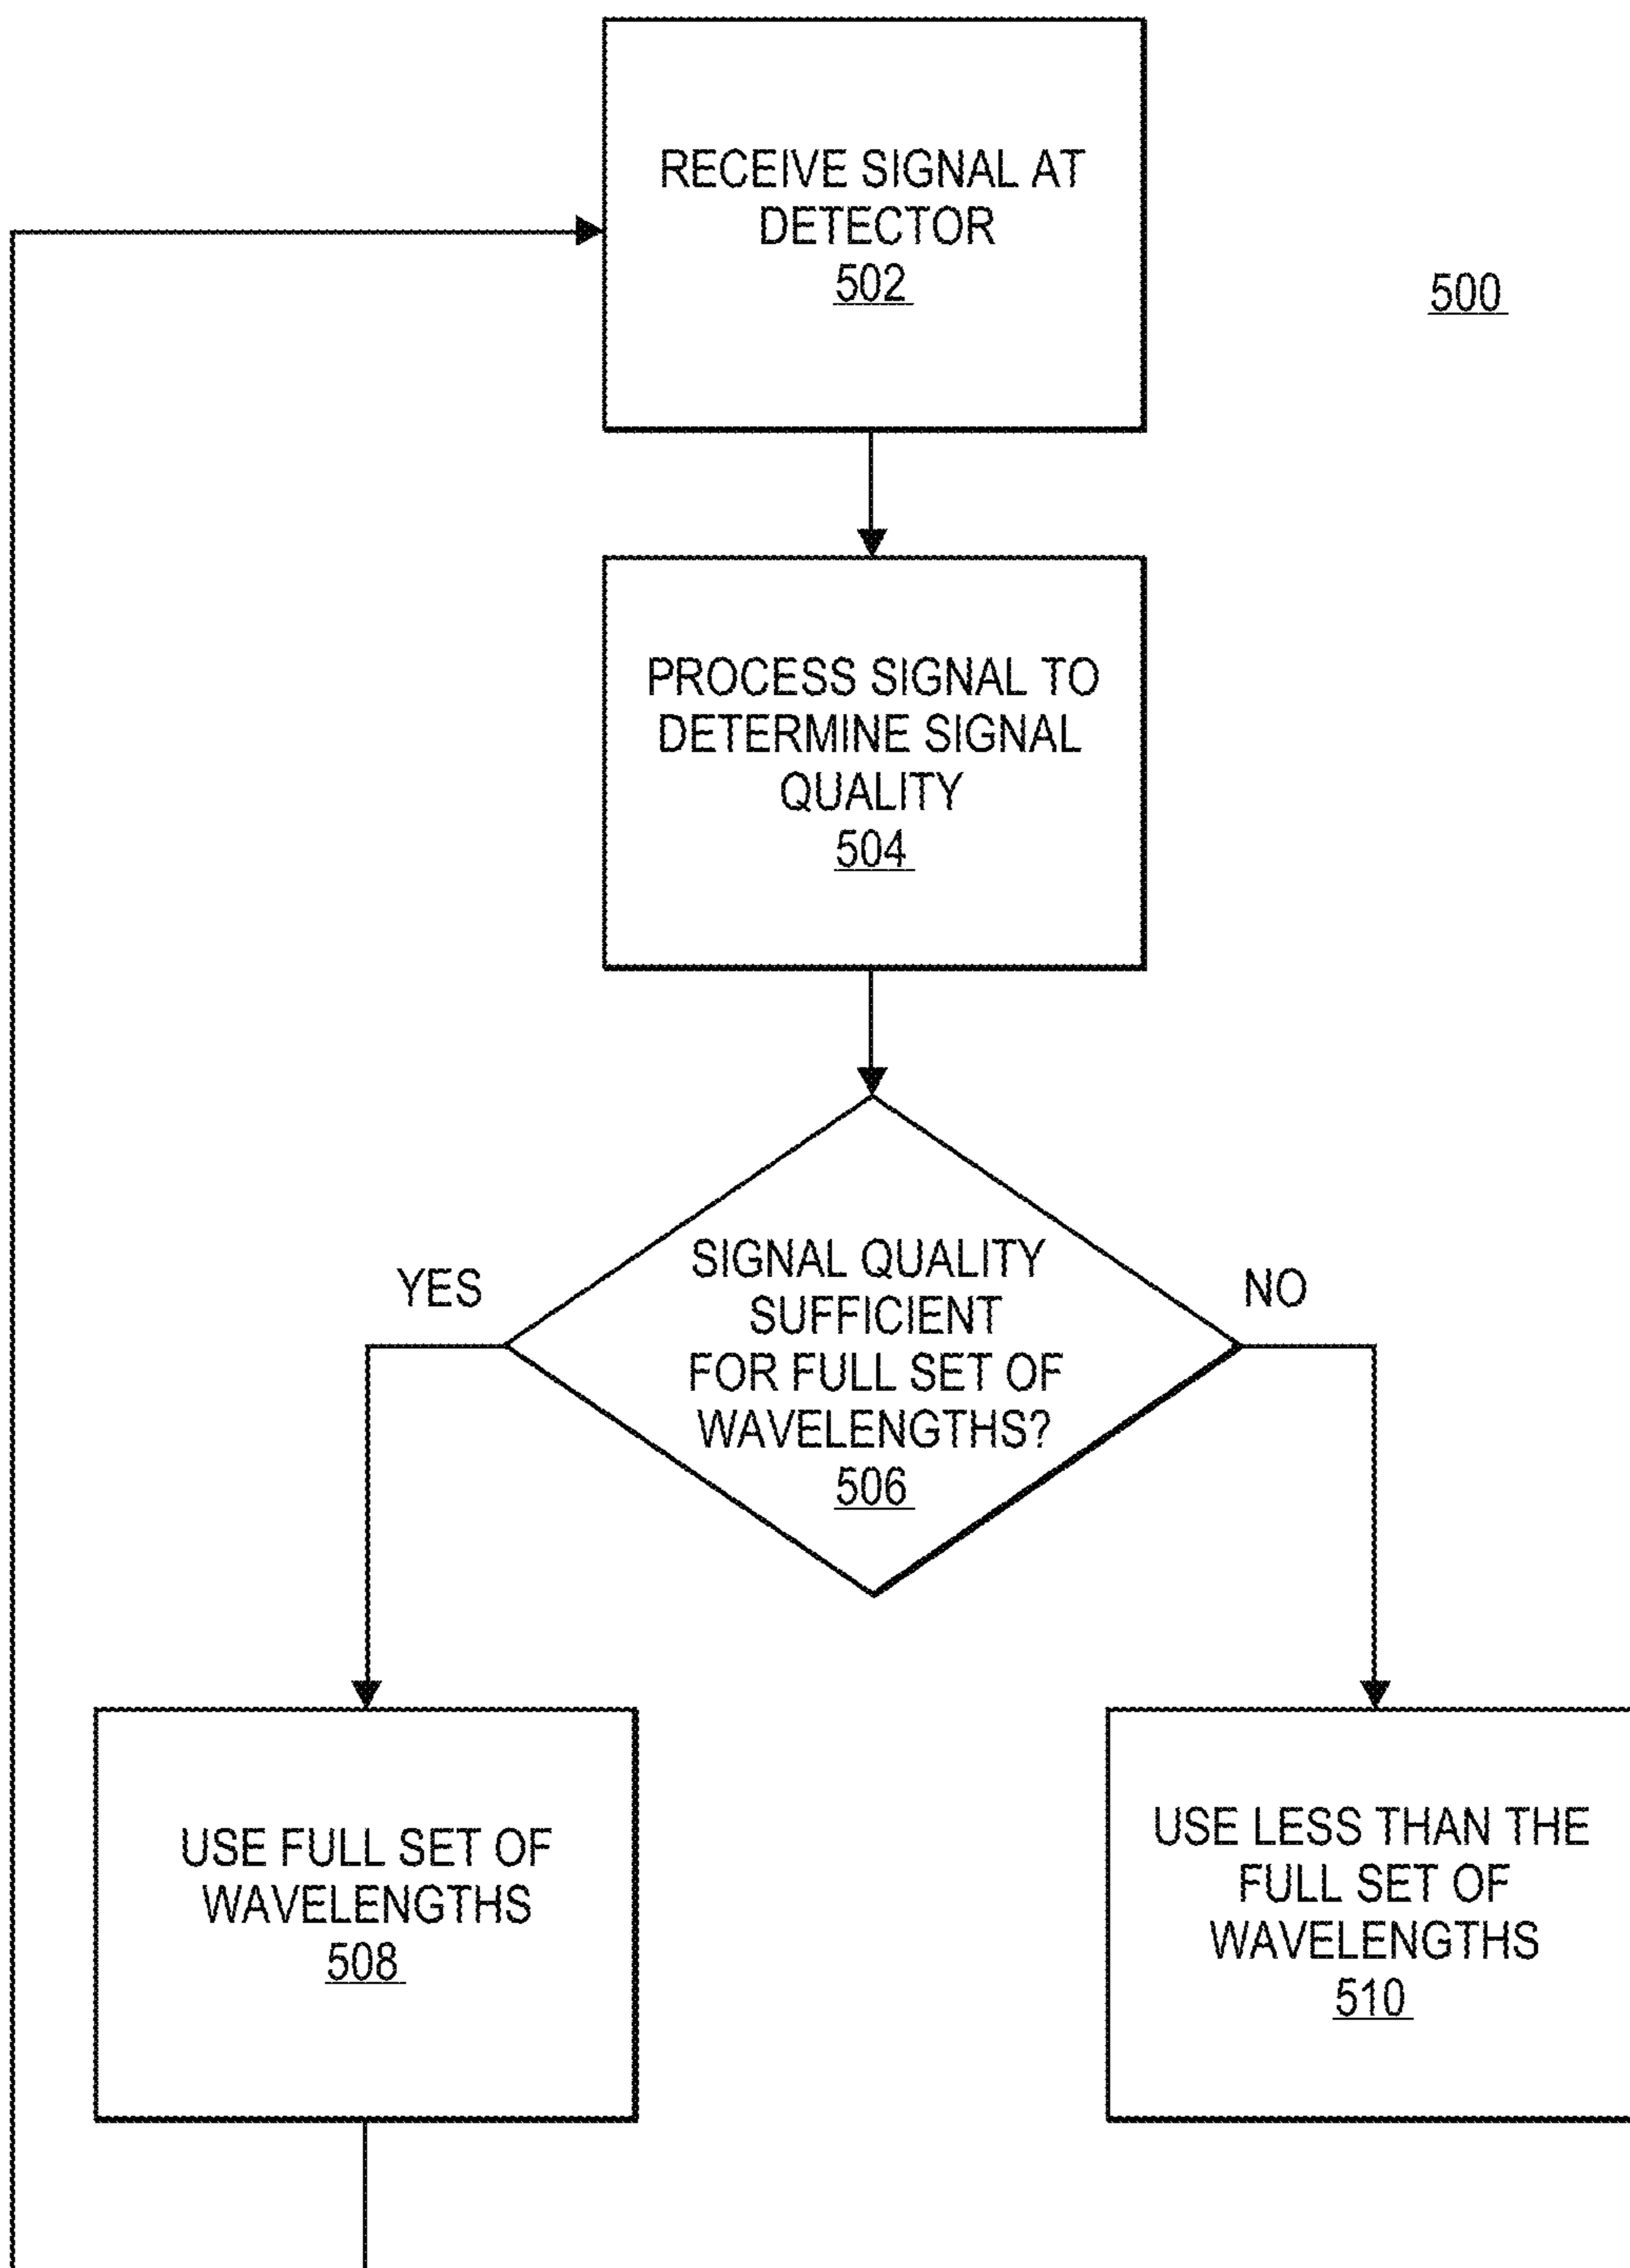 RECEIVE SIGNAL AT
DETECTOR
502
500
PROCESS SIGNAL TO
DETERMINE SIGNAL
QUALITY
504
YES
SIGNAL QUALITY
SUFFICIENT
FOR FULL SET OF
WAVELENGTHS?
506
NO
USE FULL SET OF
WAVELENGTHS
508
USE LESS THAN THE
FULL SET OF
WAVELENGTHS
510